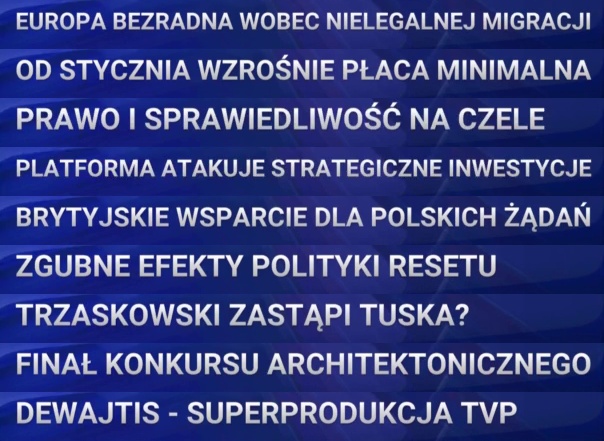 EUROPA BEZRADNA WOBEC NIELEGALNEJ MIGRACJI
OD STYCZNIA WZROŚNIE PŁACA MINIMALNA
PRAWO I SPRAWIEDLIWOŚĆ NA CZELE
PLATFORMA ATAKUJE STRATEGICZNE INWESTYCJE
BRYTYJSKIE WSPARCIE DLA POLSKICH ŻĄDAŃ
ZGUBNE EFEKTY POLITYKI RESETU
TRZASKOWSKI ZASTĄPI TUSKA?
FINAŁ KONKURSU ARCHITEKTONICZNEGO
DEWAJTIS - SUPERPRODUKCJA TVP